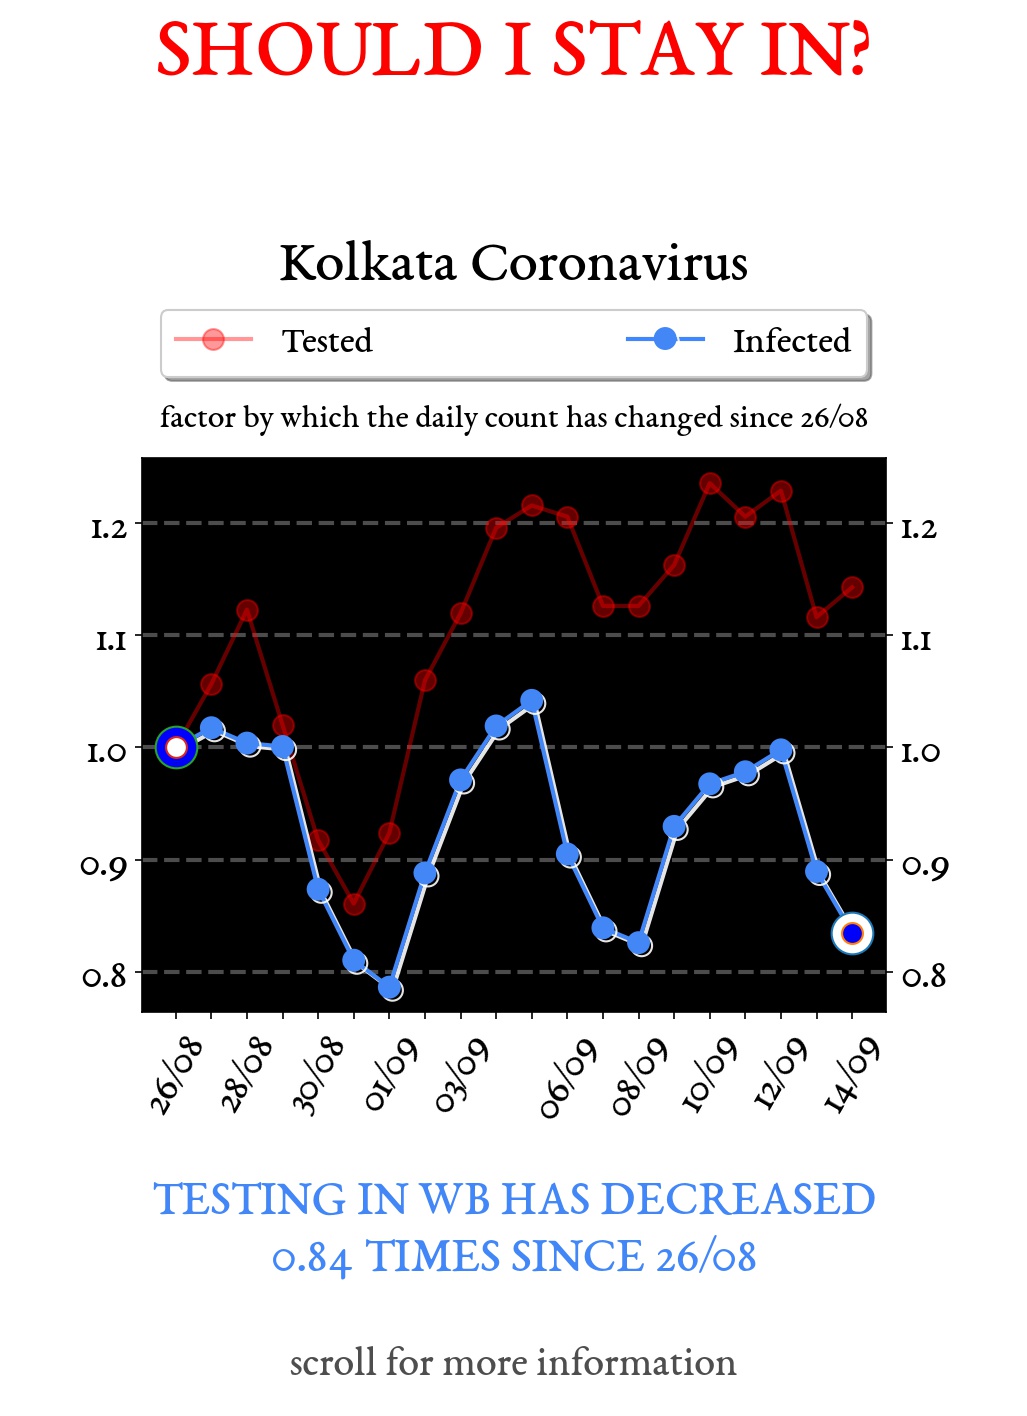 SHOULD I STAY IN?
Kolkata Coronavirus
Tested Infected
factor by which the daily count has changed since 26/08
1.2 1.2
1.1 1.1
1.0 1.0
0.9 0.9
0.8 0.8
26/08 28/08 30/08 01/09 03/09 06/09 08/09 10/09 12/09 14/09
TESTING IN WB HAS DECREASED
0.84 TIMES SINCE 26/08
scroll for more information